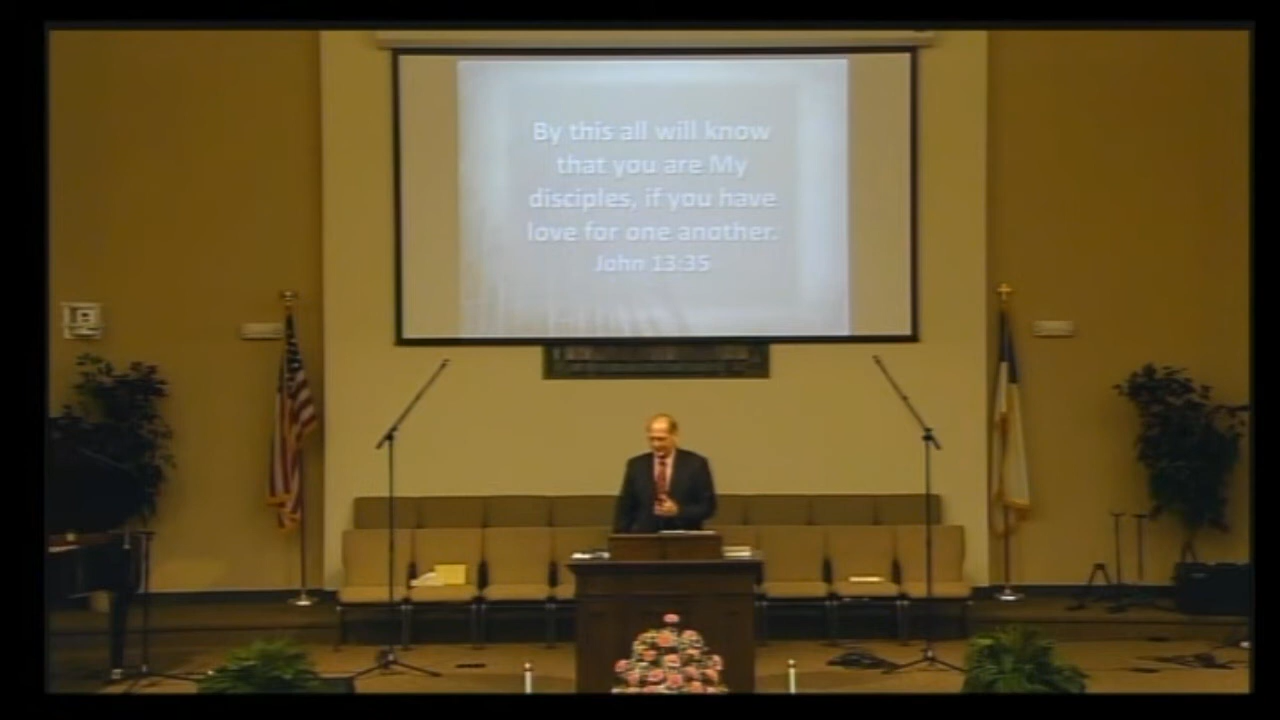 By this all will know
that you are My
disciples, if you have
love for one another.
John 13:35